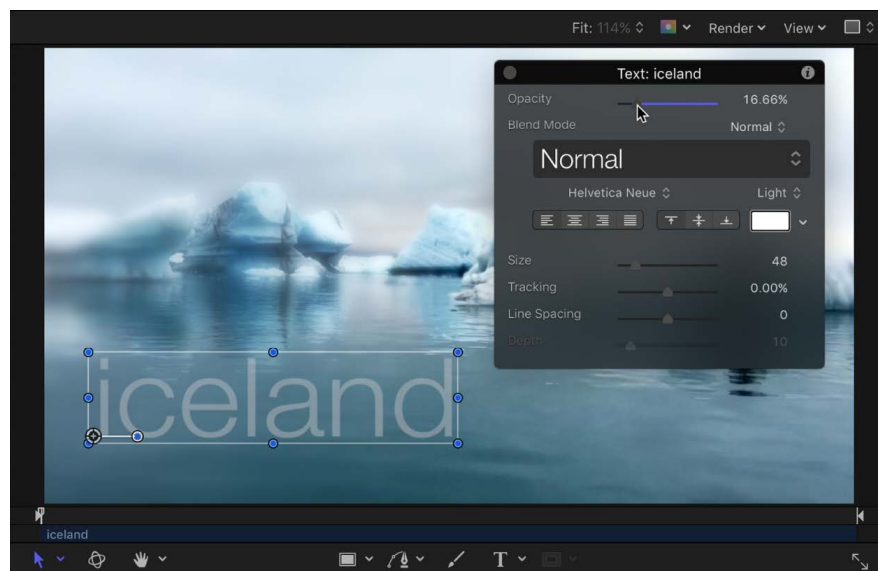 Fit: 114% Render View
Text: iceland
Opacity 16.66%
Blend Mode Normal
Normal
Helvetica Neue Light
Size 48
Tracking 0.00%
Line Spacing 0
Depth 10
iceland
iceland
T